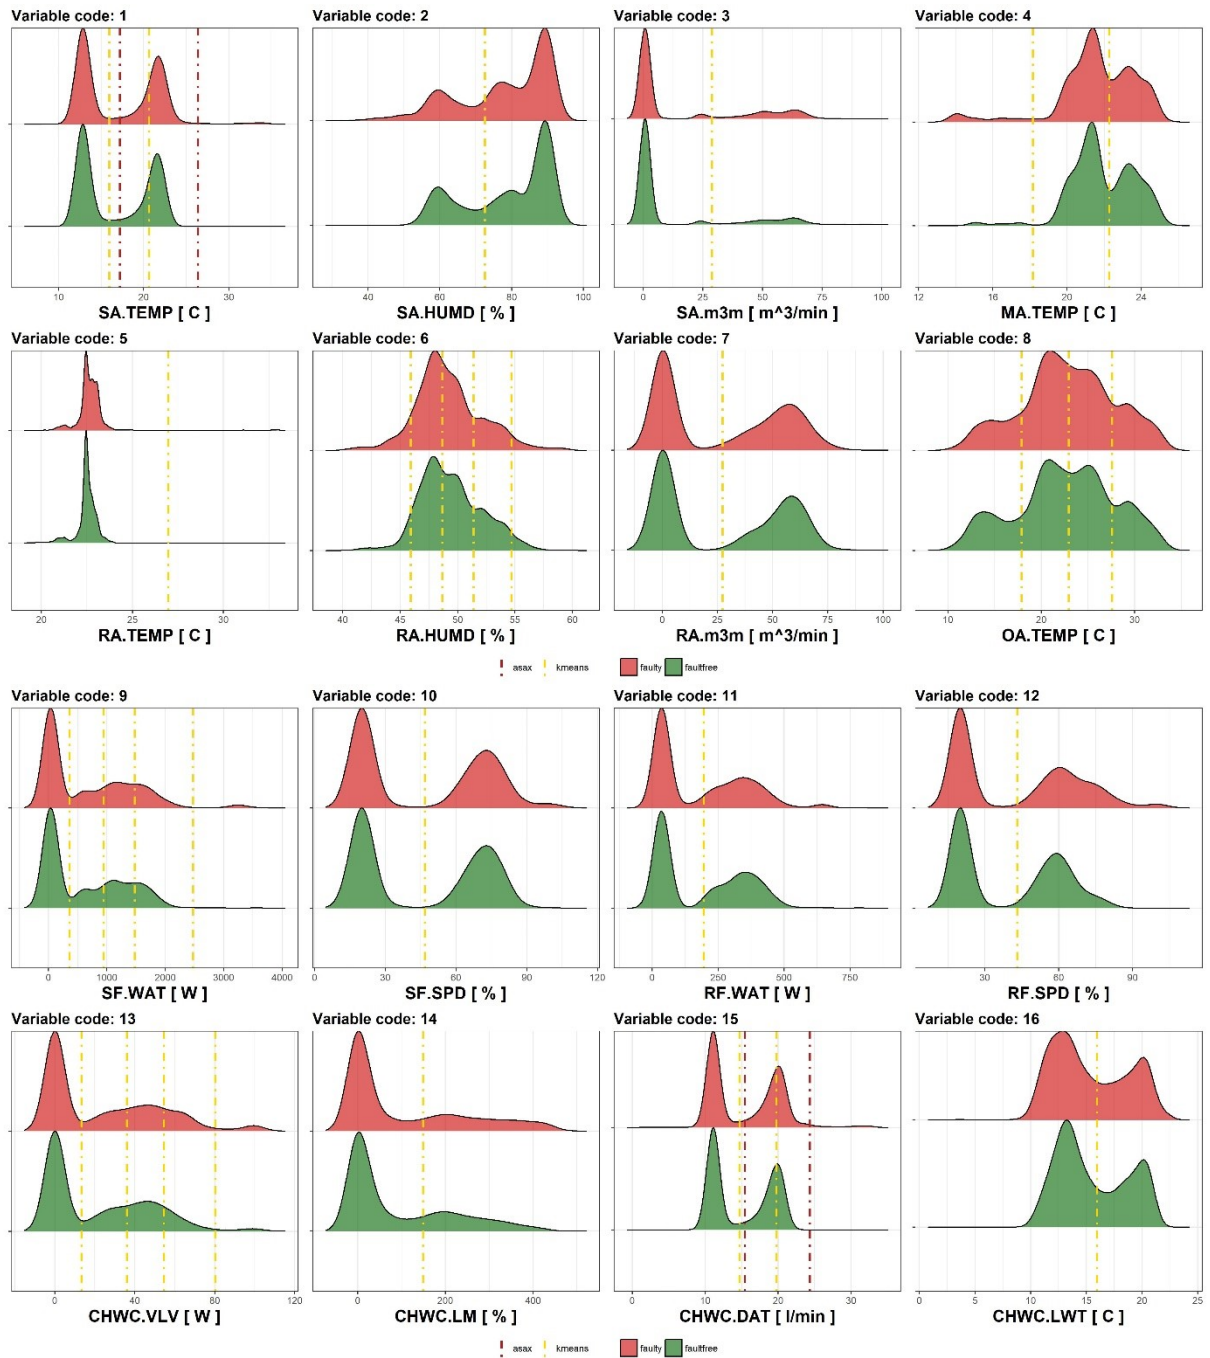 Variable code: 1
Variable code: 2
Variable code: 3
Variable code: 4
10 20 30
40 60 80 100
0 25 50 75 100
12 16 20 24
SA.TEMP [ C ]
SA.HUMD [ % ]
SA.m3m [ m^3/min ]
MA.TEMP [ C ]
Variable code: 5
Variable code: 6
Variable code: 7
Variable code: 8
20 25 30
40 45 50 55 60
0 25 50 75 100
10 20 30
RA.TEMP [ C ]
RA.HUMD [ % ]
RA.m3m [ m^3/min ]
OA.TEMP [ C ]
asax kmeans faulty faultfree
Variable code: 9
Variable code: 10
Variable code: 11
Variable code: 12
0 1000 2000 3000 4000
0 30 60 90 120
0 250 500 750
30 60 90
SF.WAT [ W ]
SF.SPD [ % ]
RF.WAT [ W ]
RF.SPD [ % ]
Variable code: 13
Variable code: 14
Variable code: 15
Variable code: 16
0 40 80 120
0 200 400
0 10 20 30
0 5 10 15 20 25
CHWC.VLV [ W ]
CHWC.LM [ % ]
CHWC.DAT [ l/min ]
CHWC.LWT [ C ]
asax kmeans faulty faultfree